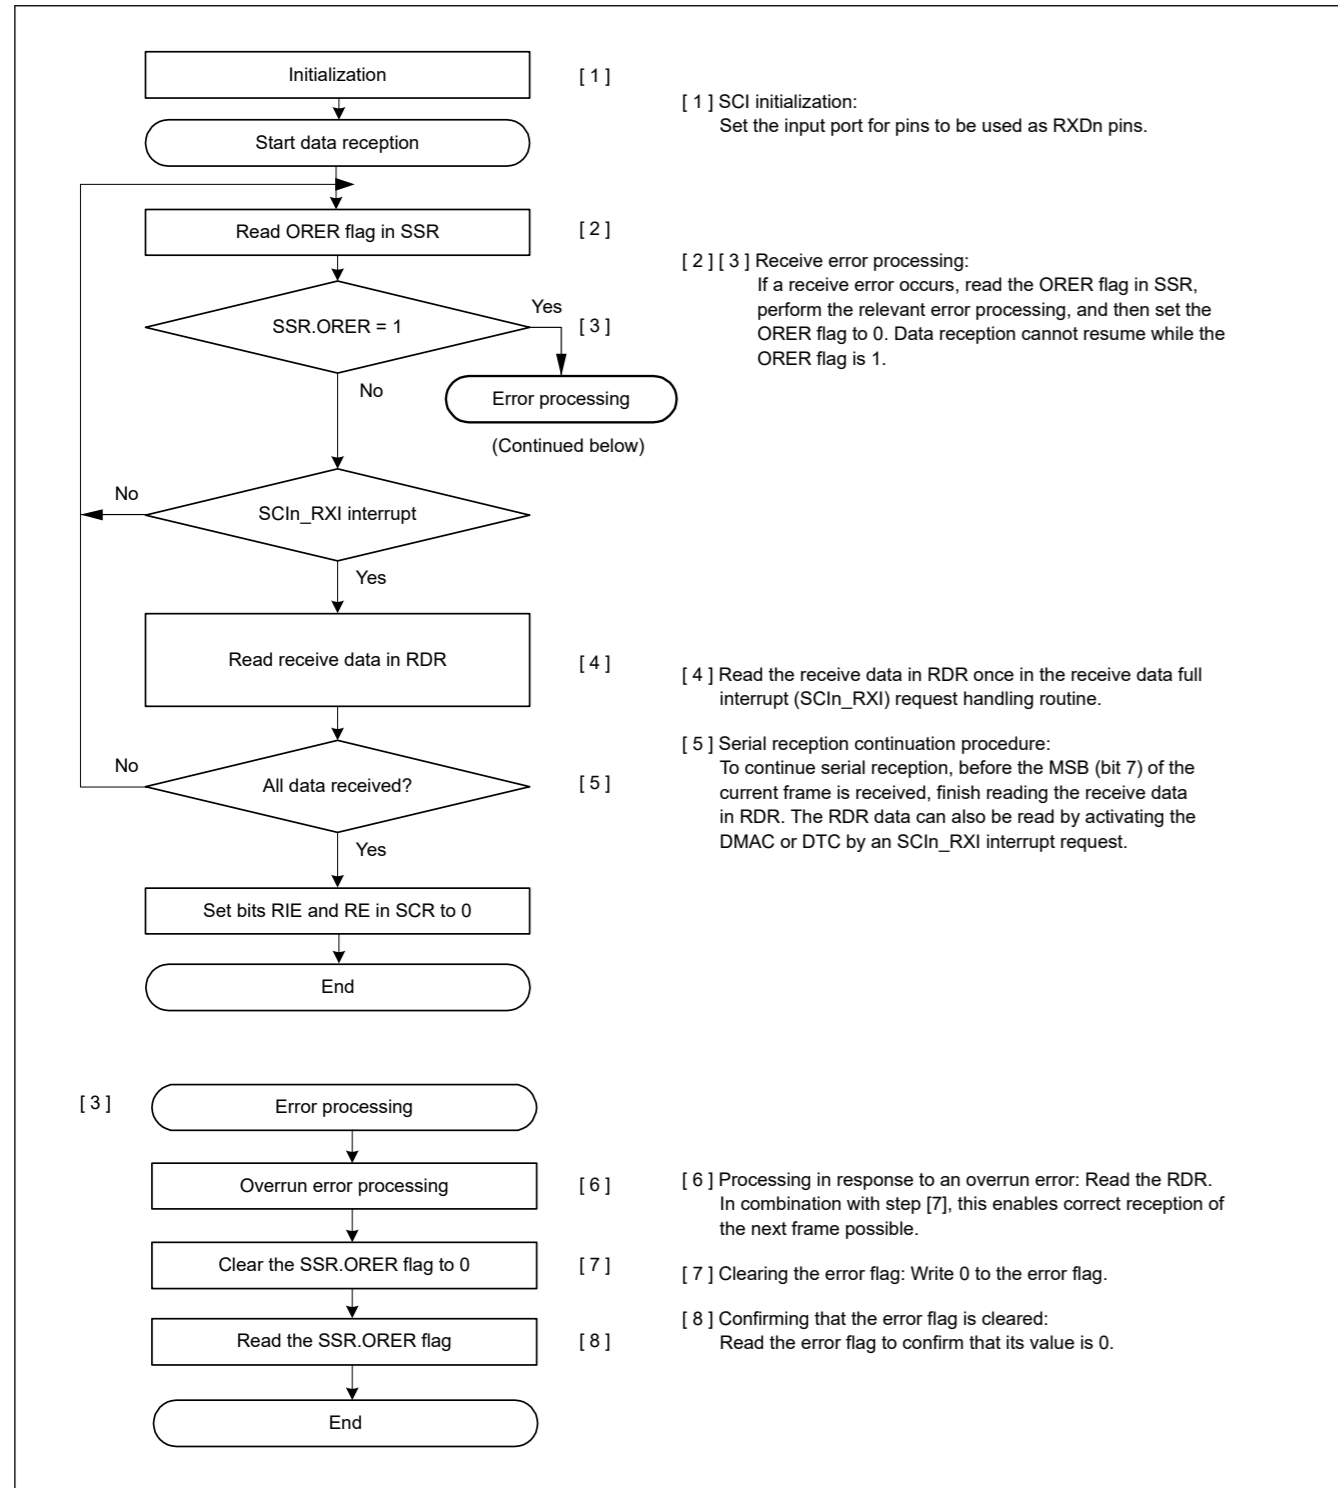 Initialization
[ 1 ]
[ 1 ] SCI initialization:
Set the input port for pins to be used as RXDn pins.
Start data reception
Read ORER flag in SSR
[ 2 ]
[ 2 ] [ 3 ] Receive error processing:
If a receive error occurs, read the ORER flag in SSR,
perform the relevant error processing, and then set the
ORER flag to 0. Data reception cannot resume while the
ORER flag is 1.
SSR.ORER = 1
Yes
[ 3 ]
No
Error processing
(Continued below)
No
SCIn_RXI interrupt
Yes
Read receive data in RDR
[ 4 ]
[ 4 ] Read the receive data in RDR once in the receive data full
interrupt (SCIn_RXI) request handling routine.
[ 5 ] Serial reception continuation procedure:
To continue serial reception, before the MSB (bit 7) of the
current frame is received, finish reading the receive data
in RDR. The RDR data can also be read by activating the
DMAC or DTC by an SCIn_RXI interrupt request.
No
All data received?
[ 5 ]
Yes
Set bits RIE and RE in SCR to 0
End
[ 3 ]
Error processing
Overrun error processing
[ 6 ]
[ 6 ] Processing in response to an overrun error: Read the RDR.
In combination with step [7], this enables correct reception of
the next frame possible.
Clear the SSR.ORER flag to 0
[ 7 ]
[ 7 ] Clearing the error flag: Write 0 to the error flag.
[ 8 ] Confirming that the error flag is cleared:
Read the error flag to confirm that its value is 0.
Read the SSR.ORER flag
[ 8 ]
End